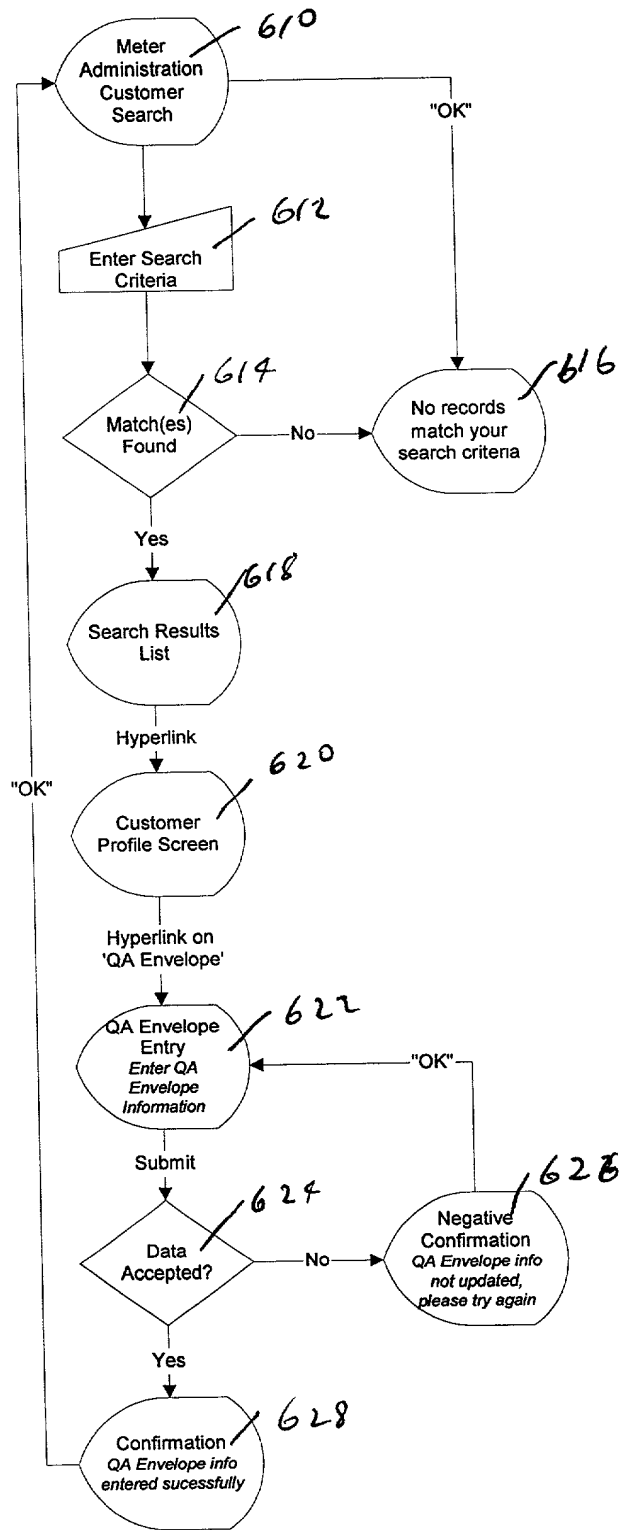 610
Meter
Administration
Customer
Search
"OK"
612
Enter Search
Criteria
614
Match(es)
Found
No
616
No records
match your
search criteria
Yes
618
Search Results
List
Hyperlink
"OK"
620
Customer
Profile Screen
Hyperlink on
'QA Envelope'
622
QA Envelope
Entry
Enter QA
Envelope
Information
"OK"
Submit
624
Data
Accepted?
No
626
Negative
Confirmation
QA Envelope info
not updated,
please try again
Yes
628
Confirmation
QA Envelope info
entered sucessfully